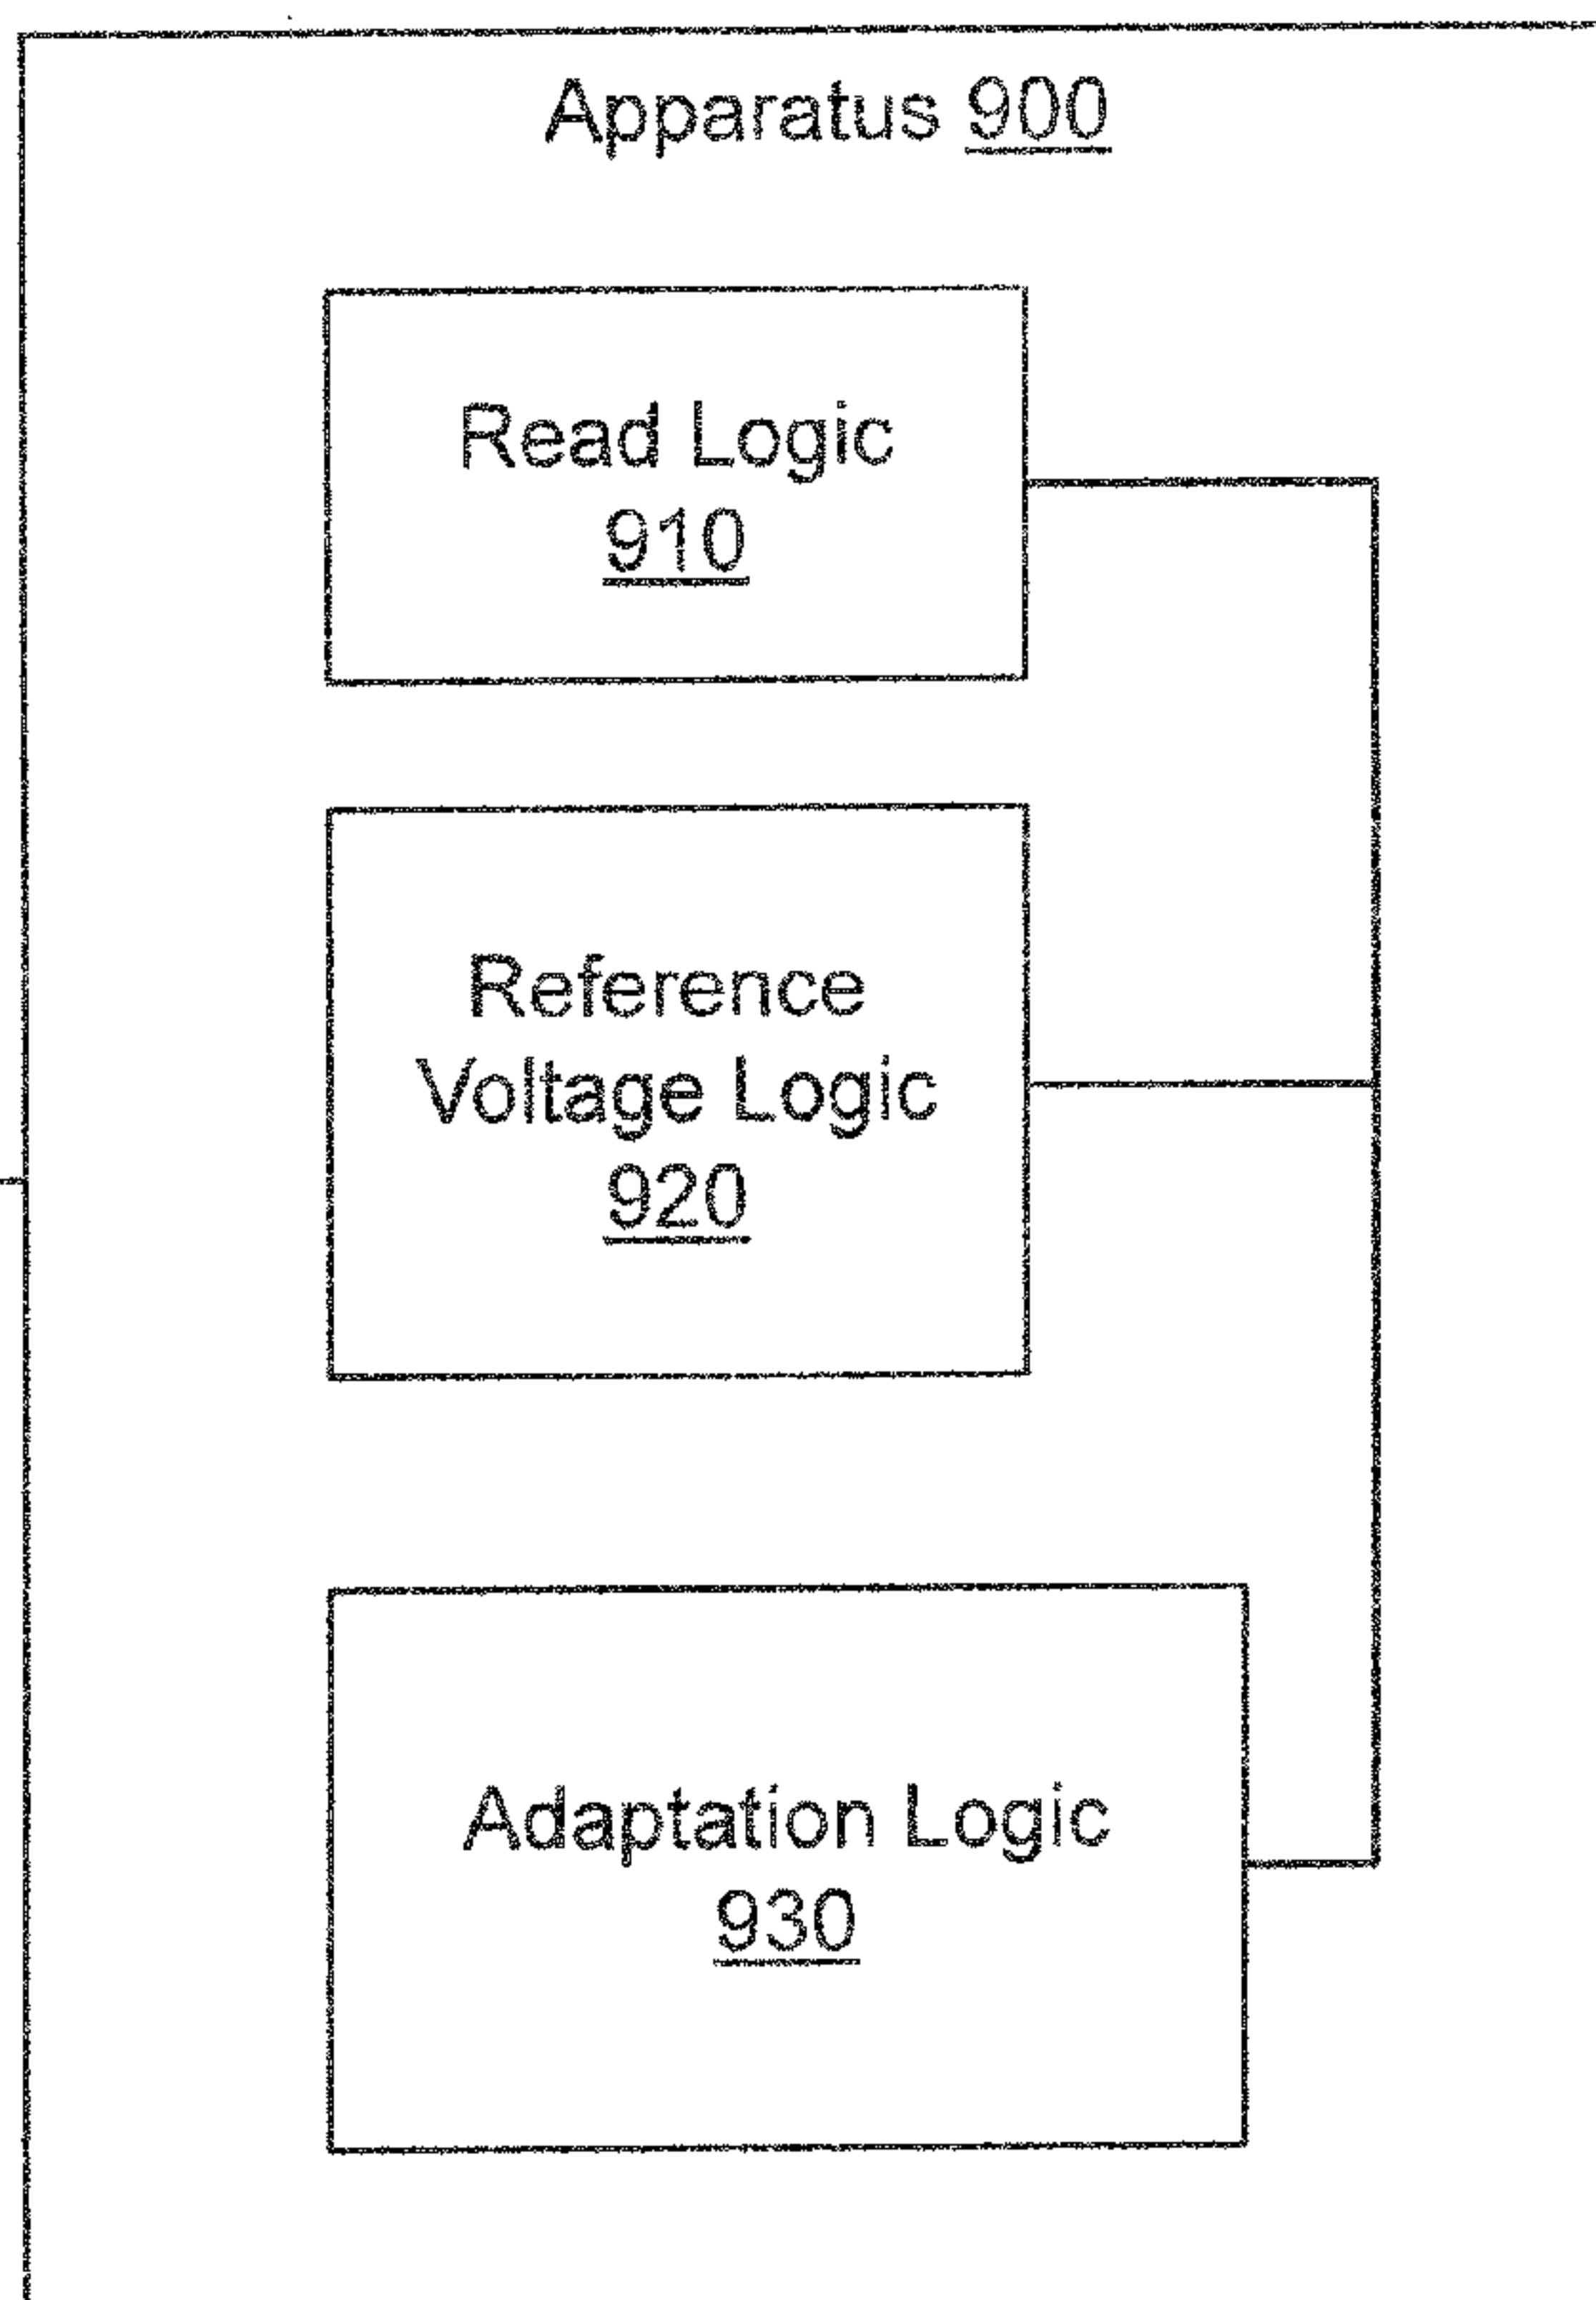 Apparatus 900
Read Logic
910
Reference
Voltage Logic
920
Adaptation Logic
930